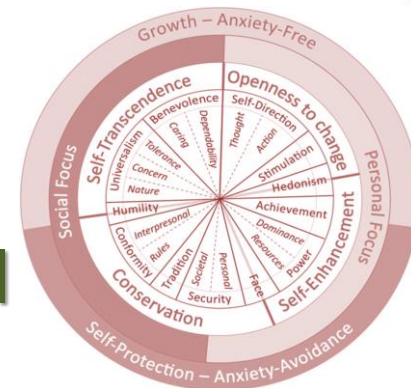 Growth – Anxiety-Free
Personal Focus
Self-Protection – Anxiety-Avoidance
Social Focus
Self-Transcendence
Openness to change
Self-Enhancement
Conservation
Benevolence
Caring
Dependability
Self-Direction
Thought
Action
Stimulation
Hedonism
Achievement
Power
Dominance
Resources
Face
Security
Personal
Societal
Tradition
Conformity
Rules
Interpresonal
Humility
Universalism
Nature
Concern
Tolerance